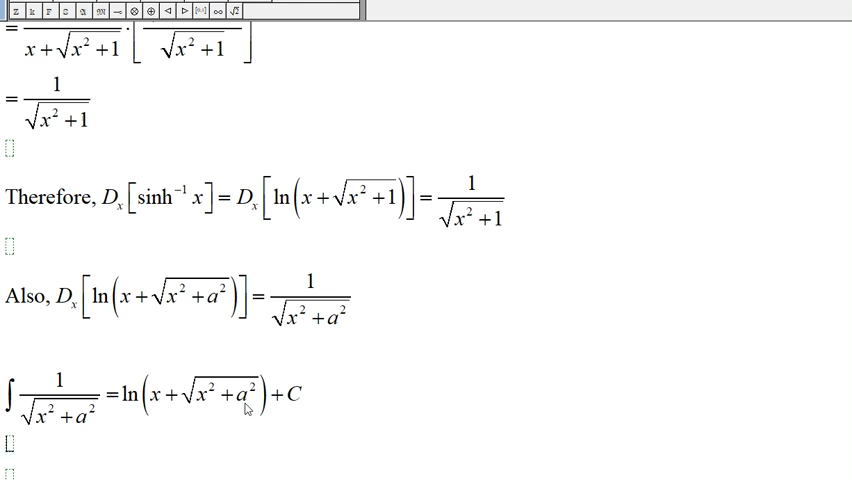 = 1/(x + √(x² + 1)) · [ /√(x² + 1)]
= 1/√(x² + 1)
Therefore, Dₓ[sinh⁻¹ x] = Dₓ[ln(x + √(x² + 1))] = 1/√(x² + 1)
Also, Dₓ[ln(x + √(x² + a²))] = 1/√(x² + a²)
∫ 1/√(x² + a²) = ln(x + √(x² + a²)) + C